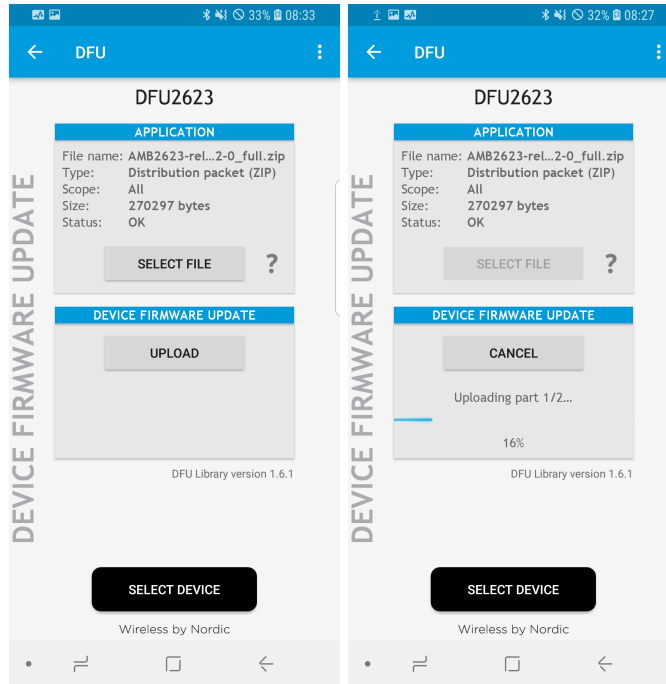 33% 08:33
DFU
DFU2623
APPLICATION
File name: AMB2623-rel...2-0_full.zip
Type: Distribution packet (ZIP)
Scope: All
Size: 270297 bytes
Status: OK
SELECT FILE ?
DEVICE FIRMWARE UPDATE
UPLOAD
DFU Library version 1.6.1
DEVICE FIRMWARE UPDATE
SELECT DEVICE
Wireless by Nordic
32% 08:27
DFU
DFU2623
APPLICATION
File name: AMB2623-rel...2-0_full.zip
Type: Distribution packet (ZIP)
Scope: All
Size: 270297 bytes
Status: OK
SELECT FILE ?
DEVICE FIRMWARE UPDATE
CANCEL
Uploading part 1/2...
16%
DFU Library version 1.6.1
DEVICE FIRMWARE UPDATE
SELECT DEVICE
Wireless by Nordic